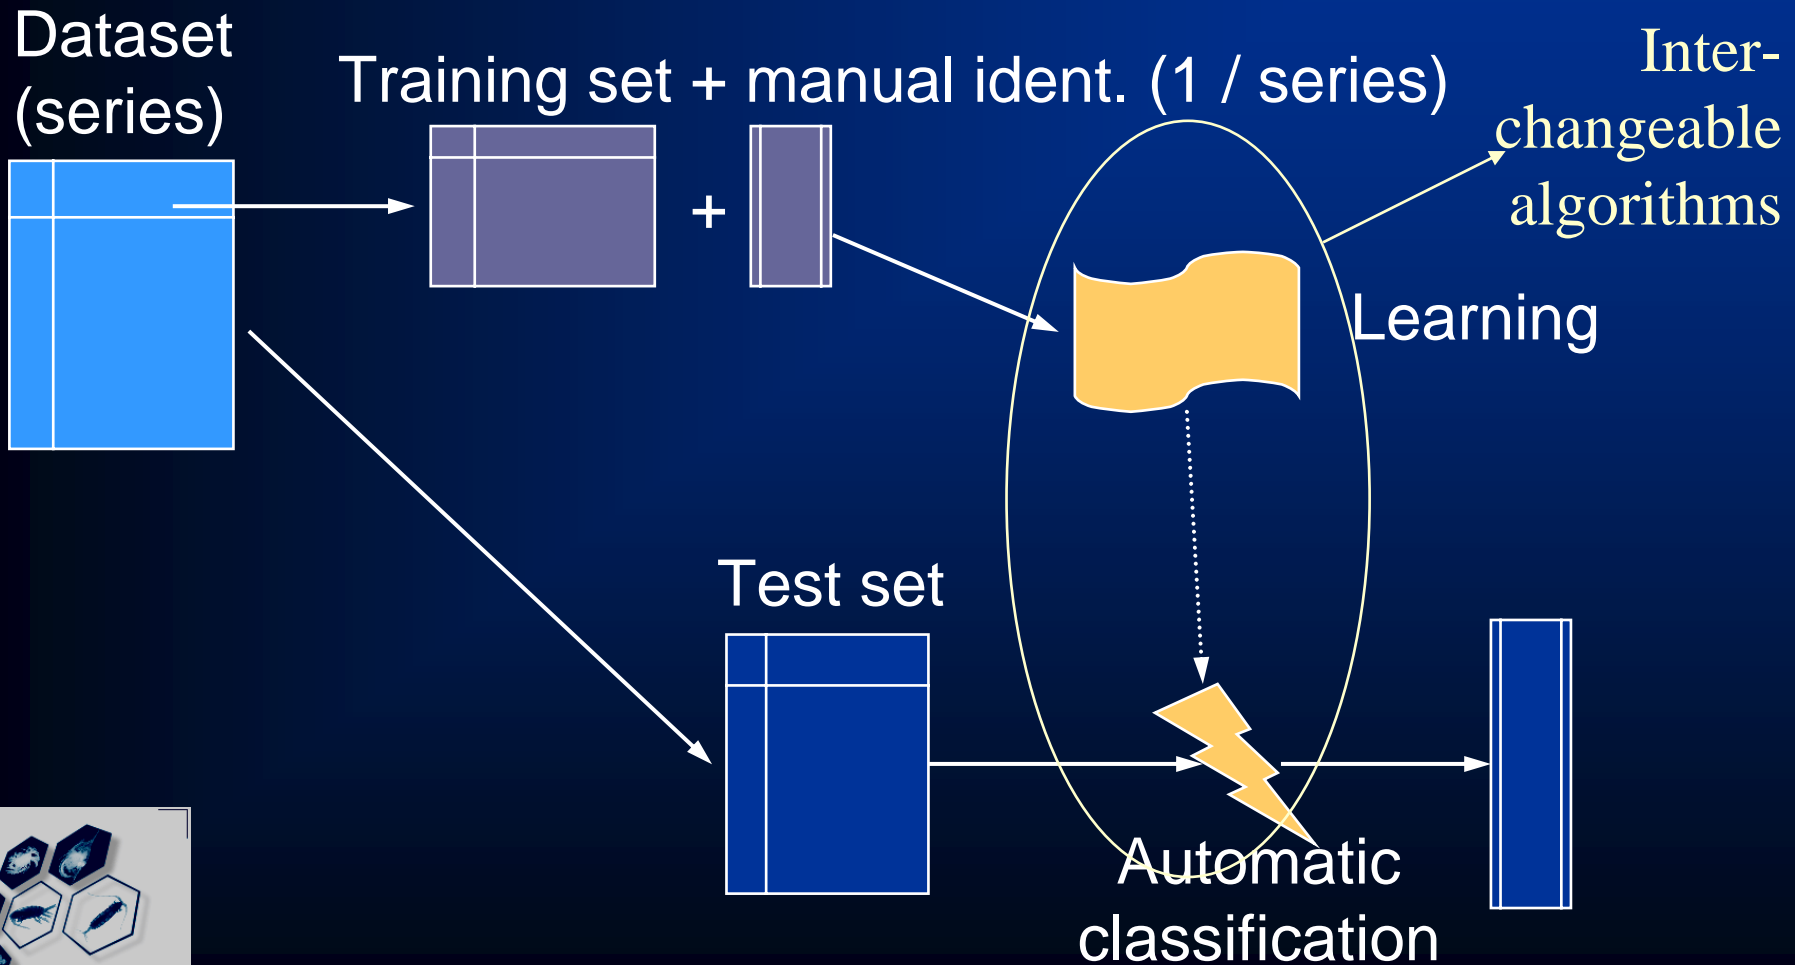 Dataset
(series)
Training set + manual ident. (1 / series)
Inter-
changeable
algorithms
+
Learning
Test set
Automatic
classification